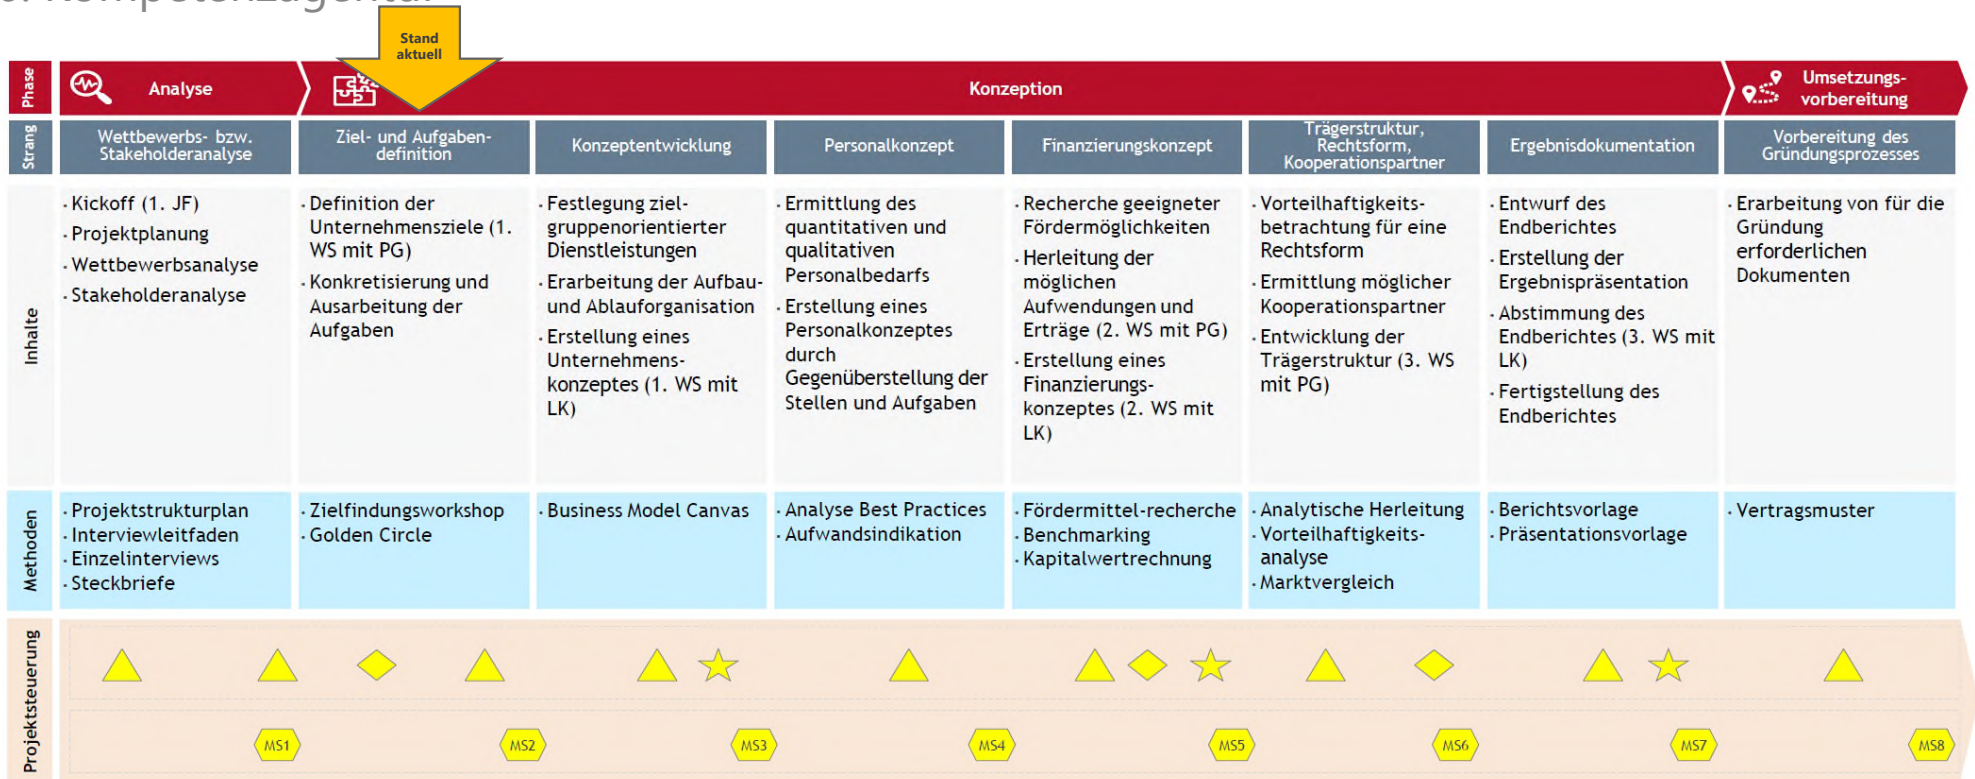 Kompetenzagentur
Stand
aktuell
Phase
Analyse
Konzeption
Umsetzungs-
vorbereitung
Strang
Wettbewerbs- bzw.
Stakeholderanalyse
Ziel- und Aufgaben-
definition
Konzeptentwicklung
Personalkonzept
Finanzierungskonzept
Trägerstruktur,
Rechtsform,
Kooperationspartner
Ergebnisdokumentation
Vorbereitung des
Gründungsprozesses
Inhalte
· Kickoff (1. JF)
· Projektplanung
· Wettbewerbsanalyse
· Stakeholderanalyse
· Definition der
Unternehmensziele (1.
WS mit PG)
· Konkretisierung und
Ausarbeitung der
Aufgaben
· Festlegung ziel-
gruppenorientierter
Dienstleistungen
· Erarbeitung der Aufbau-
und Ablauforganisation
· Erstellung eines
Unternehmens-
konzeptes (1. WS mit
LK)
· Ermittlung des
quantitativen und
qualitativen
Personalbedarfs
· Erstellung eines
Personalkonzeptes
durch
Gegenüberstellung der
Stellen und Aufgaben
· Recherche geeigneter
Fördermöglichkeiten
· Herleitung der
möglichen
Aufwendungen und
Erträge (2. WS mit PG)
· Erstellung eines
Finanzierungs-
konzeptes (2. WS mit
LK)
· Vorteilhaftigkeits-
betrachtung für eine
Rechtsform
· Ermittlung möglicher
Kooperationspartner
· Entwicklung der
Trägerstruktur (3. WS
mit PG)
· Entwurf des
Endberichtes
· Erstellung der
Ergebnispräsentation
· Abstimmung des
Endberichtes (3. WS mit
LK)
· Fertigstellung des
Endberichtes
· Erarbeitung von für die
Gründung
erforderlichen
Dokumenten
Methoden
· Projektstrukturplan
· Interviewleitfaden
· Einzelinterviews
· Steckbriefe
· Zielfindungsworkshop
· Golden Circle
· Business Model Canvas
· Analyse Best Practices
· Aufwandsindikation
· Fördermittel-recherche
· Benchmarking
· Kapitalwertrechnung
· Analytische Herleitung
· Vorteilhaftigkeits-
analyse
· Marktvergleich
· Berichtsvorlage
· Präsentationsvorlage
· Vertragsmuster
Projektsteuerung
MS1
MS2
MS3
MS4
MS5
MS6
MS7
MS8